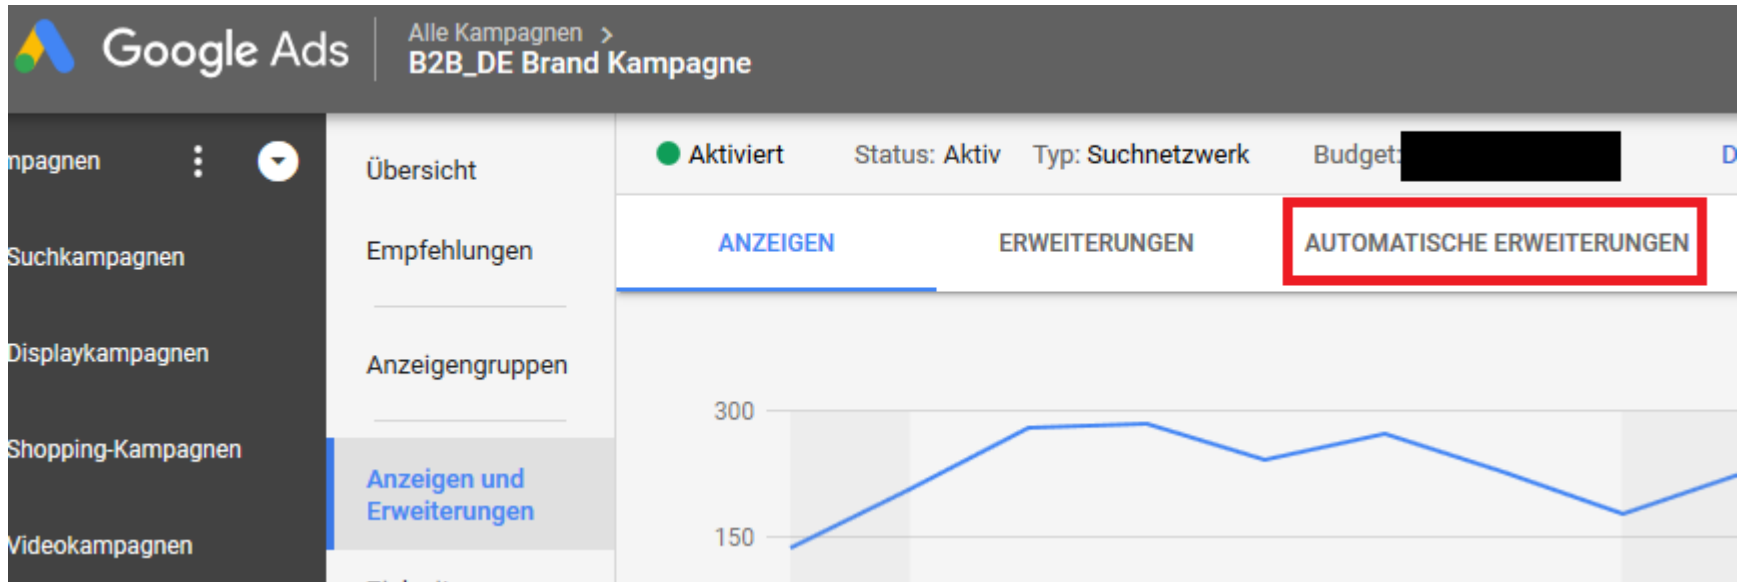 Google Ads
Alle Kampagnen >
B2B_DE Brand Kampagne
mpagnen
Suchkampagnen
Displaykampagnen
Shopping-Kampagnen
Videokampagnen
Übersicht
Empfehlungen
Anzeigengruppen
Anzeigen und
Erweiterungen
Aktiviert Status: Aktiv Typ: Suchnetzwerk Budget: D
ANZEIGEN ERWEITERUNGEN AUTOMATISCHE ERWEITERUNGEN
300
150